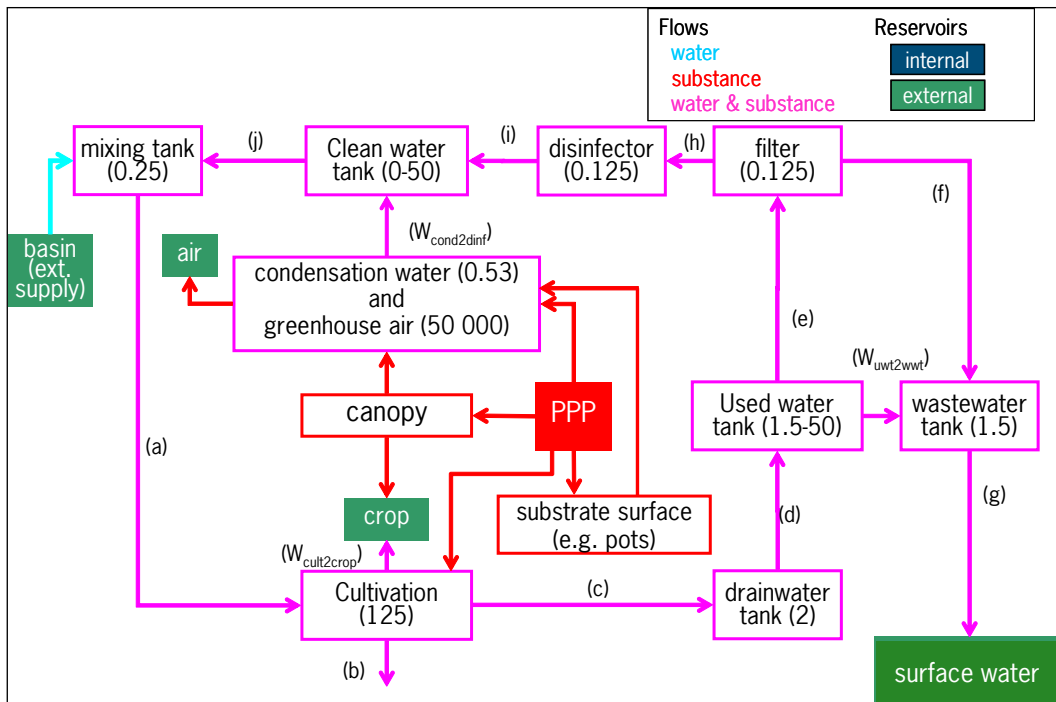 Flows
water
substance
water & substance
Reservoirs
internal
external
mixing tank
(0.25)
(j)
Clean water
tank (0-50)
(i)
disinfector
(0.125)
(h)
filter
(0.125)
(f)
basin
(ext.
supply)
air
(W_cond2dinf)
condensation water (0.53)
and
greenhouse air (50 000)
(e)
(W_uwt2wwt)
canopy
PPP
Used water
tank (1.5-50)
wastewater
tank (1.5)
(a)
crop
substrate surface
(e.g. pots)
(d)
(g)
(W_cult2crop)
Cultivation
(125)
(c)
drainwater
tank (2)
(b)
surface water